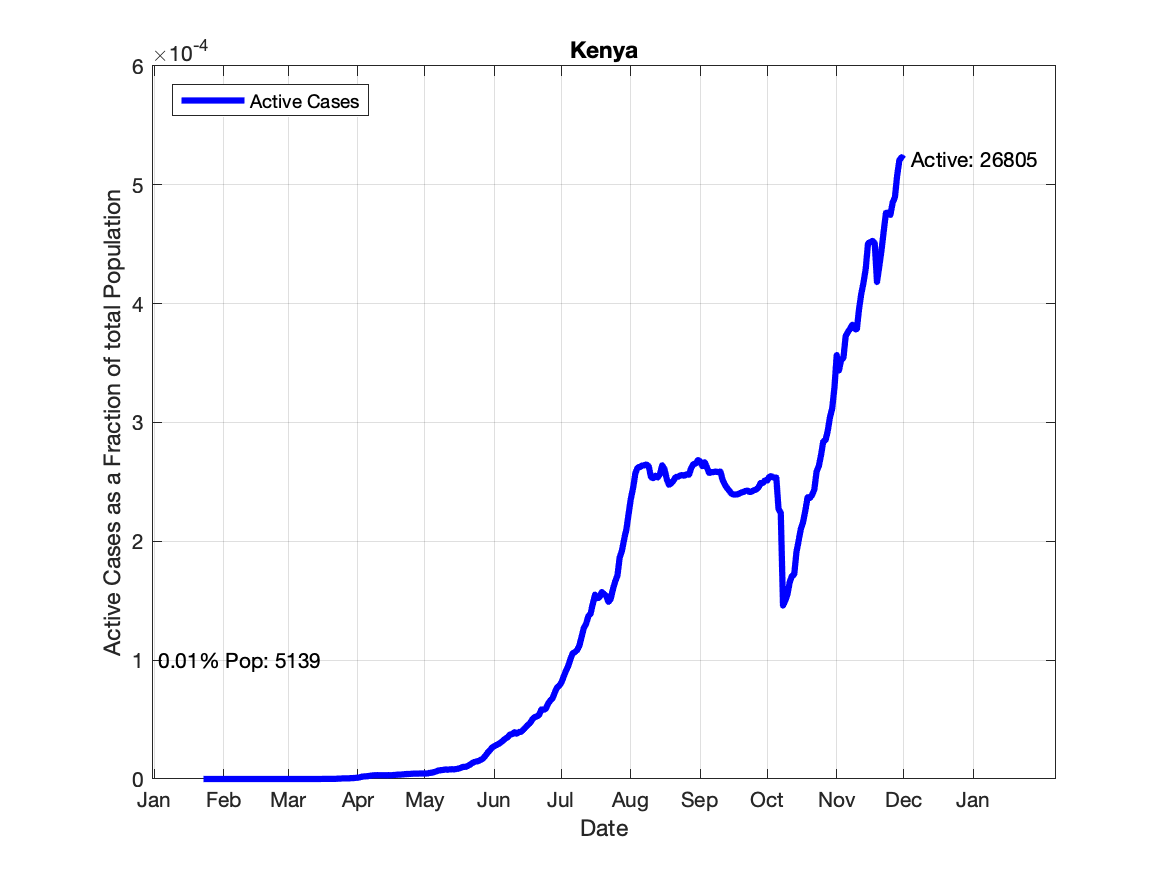 Kenya
×10-4
Active Cases
Active: 26805
0.01% Pop: 5139
6
5
4
3
2
1
0
Active Cases as a Fraction of total Population
Jan Feb Mar Apr May Jun Jul Aug Sep Oct Nov Dec Jan
Date